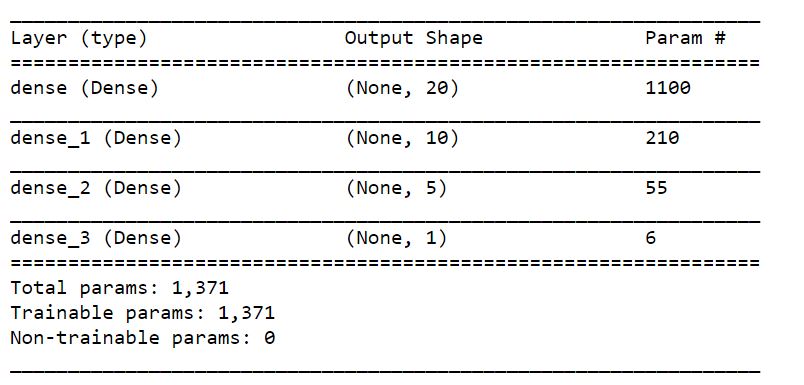 Layer (type) Output Shape Param #
dense (Dense) (None, 20) 1100
dense_1 (Dense) (None, 10) 210
dense_2 (Dense) (None, 5) 55
dense_3 (Dense) (None, 1) 6
Total params: 1,371
Trainable params: 1,371
Non-trainable params: 0